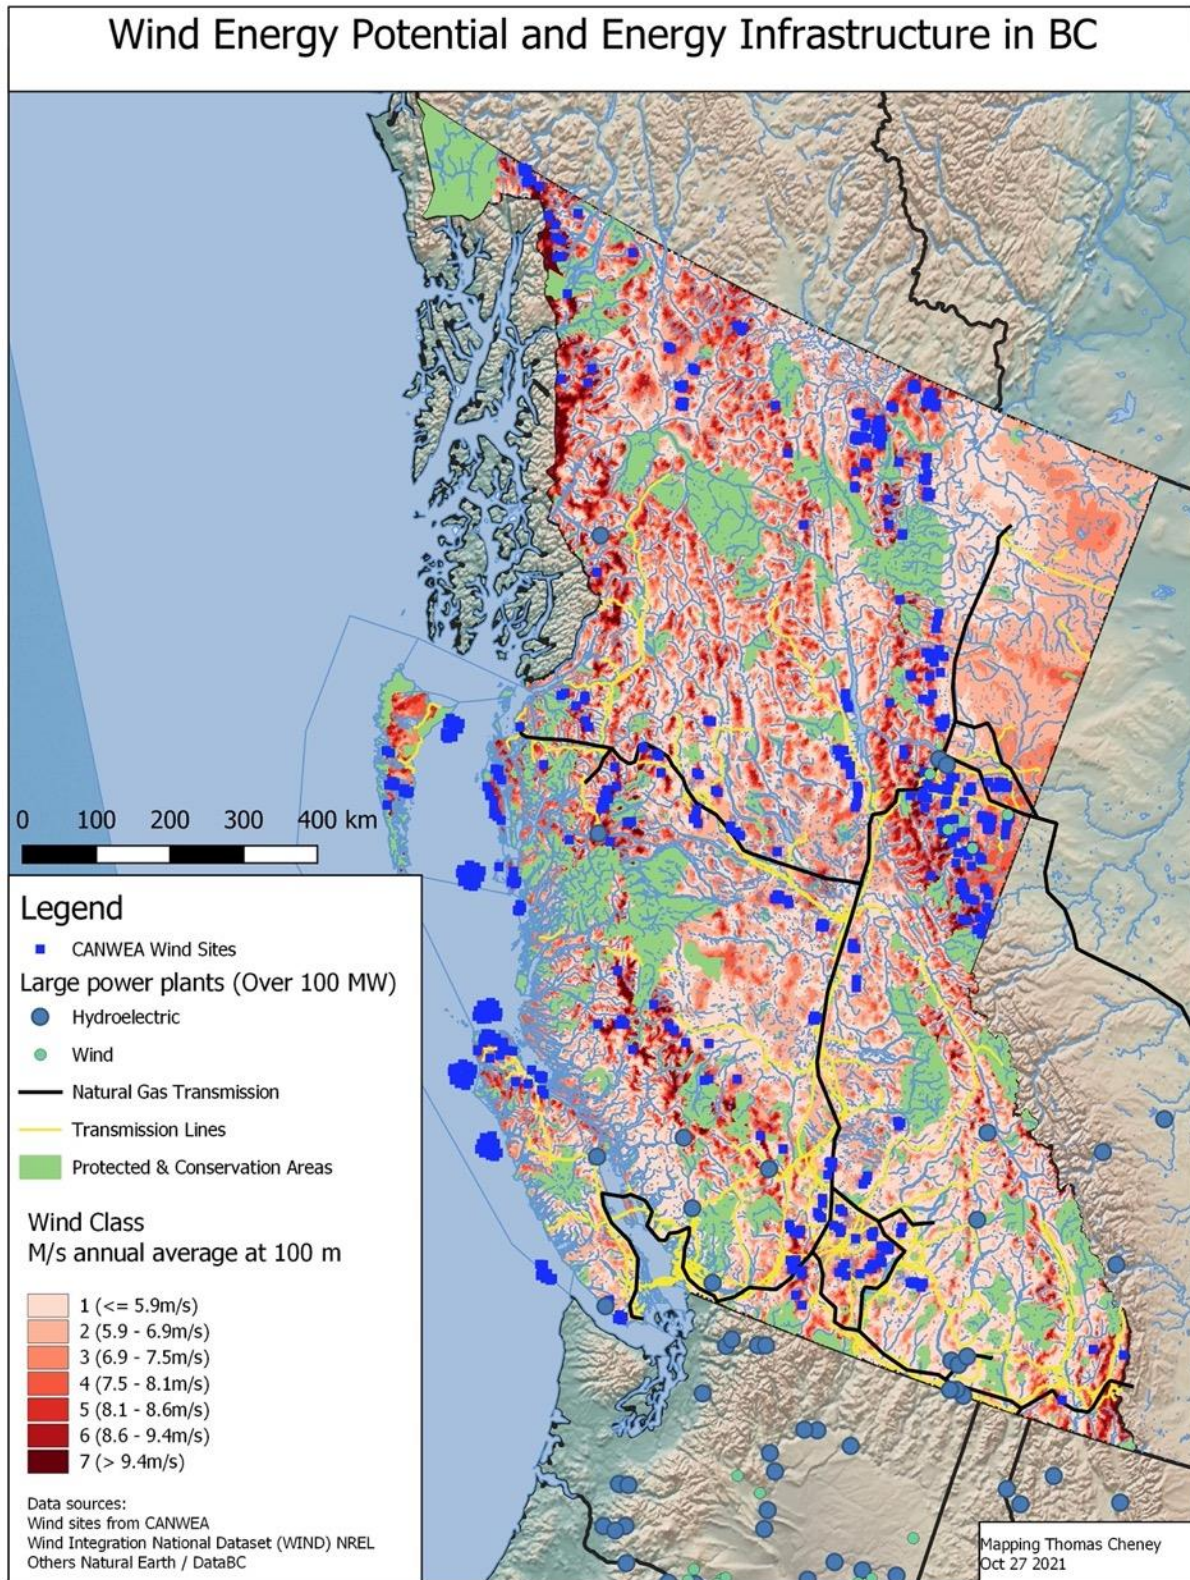 Wind Energy Potential and Energy Infrastructure in BC
0 100 200 300 400 km
Legend
CANWEA Wind Sites
Large power plants (Over 100 MW)
Hydroelectric
Wind
Natural Gas Transmission
Transmission Lines
Protected & Conservation Areas
Wind Class
M/s annual average at 100 m
1 (<= 5.9m/s)
2 (5.9 - 6.9m/s)
3 (6.9 - 7.5m/s)
4 (7.5 - 8.1m/s)
5 (8.1 - 8.6m/s)
6 (8.6 - 9.4m/s)
7 (> 9.4m/s)
Data sources:
Wind sites from CANWEA
Wind Integration National Dataset (WIND) NREL
Others Natural Earth / DataBC
Mapping Thomas Cheney
Oct 27 2021